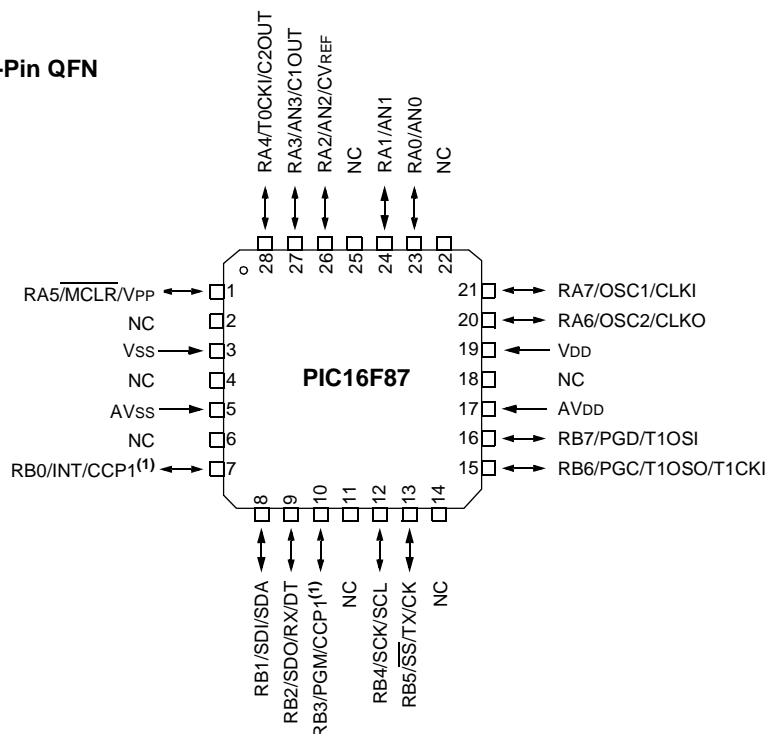 -Pin QFN
RA4/T0CKI/C2OUT
RA3/AN3/C1OUT
RA2/AN2/CVREF
NC
RA1/AN1
RA0/AN0
NC
28
27
26
25
24
23
22
RA5/MCLR/VPP
1
NC
2
VSS
3
NC
4
AVSS
5
NC
6
RB0/INT/CCP1(1)
7
PIC16F87
21
RA7/OSC1/CLKI
20
RA6/OSC2/CLKO
19
VDD
18
NC
17
AVDD
16
RB7/PGD/T1OSI
15
RB6/PGC/T1OSO/T1CKI
8
9
10
11
12
13
14
RB1/SDI/SDA
RB2/SDO/RX/DT
RB3/PGM/CCP1(1)
NC
RB4/SCK/SCL
RB5/SS/TX/CK
NC